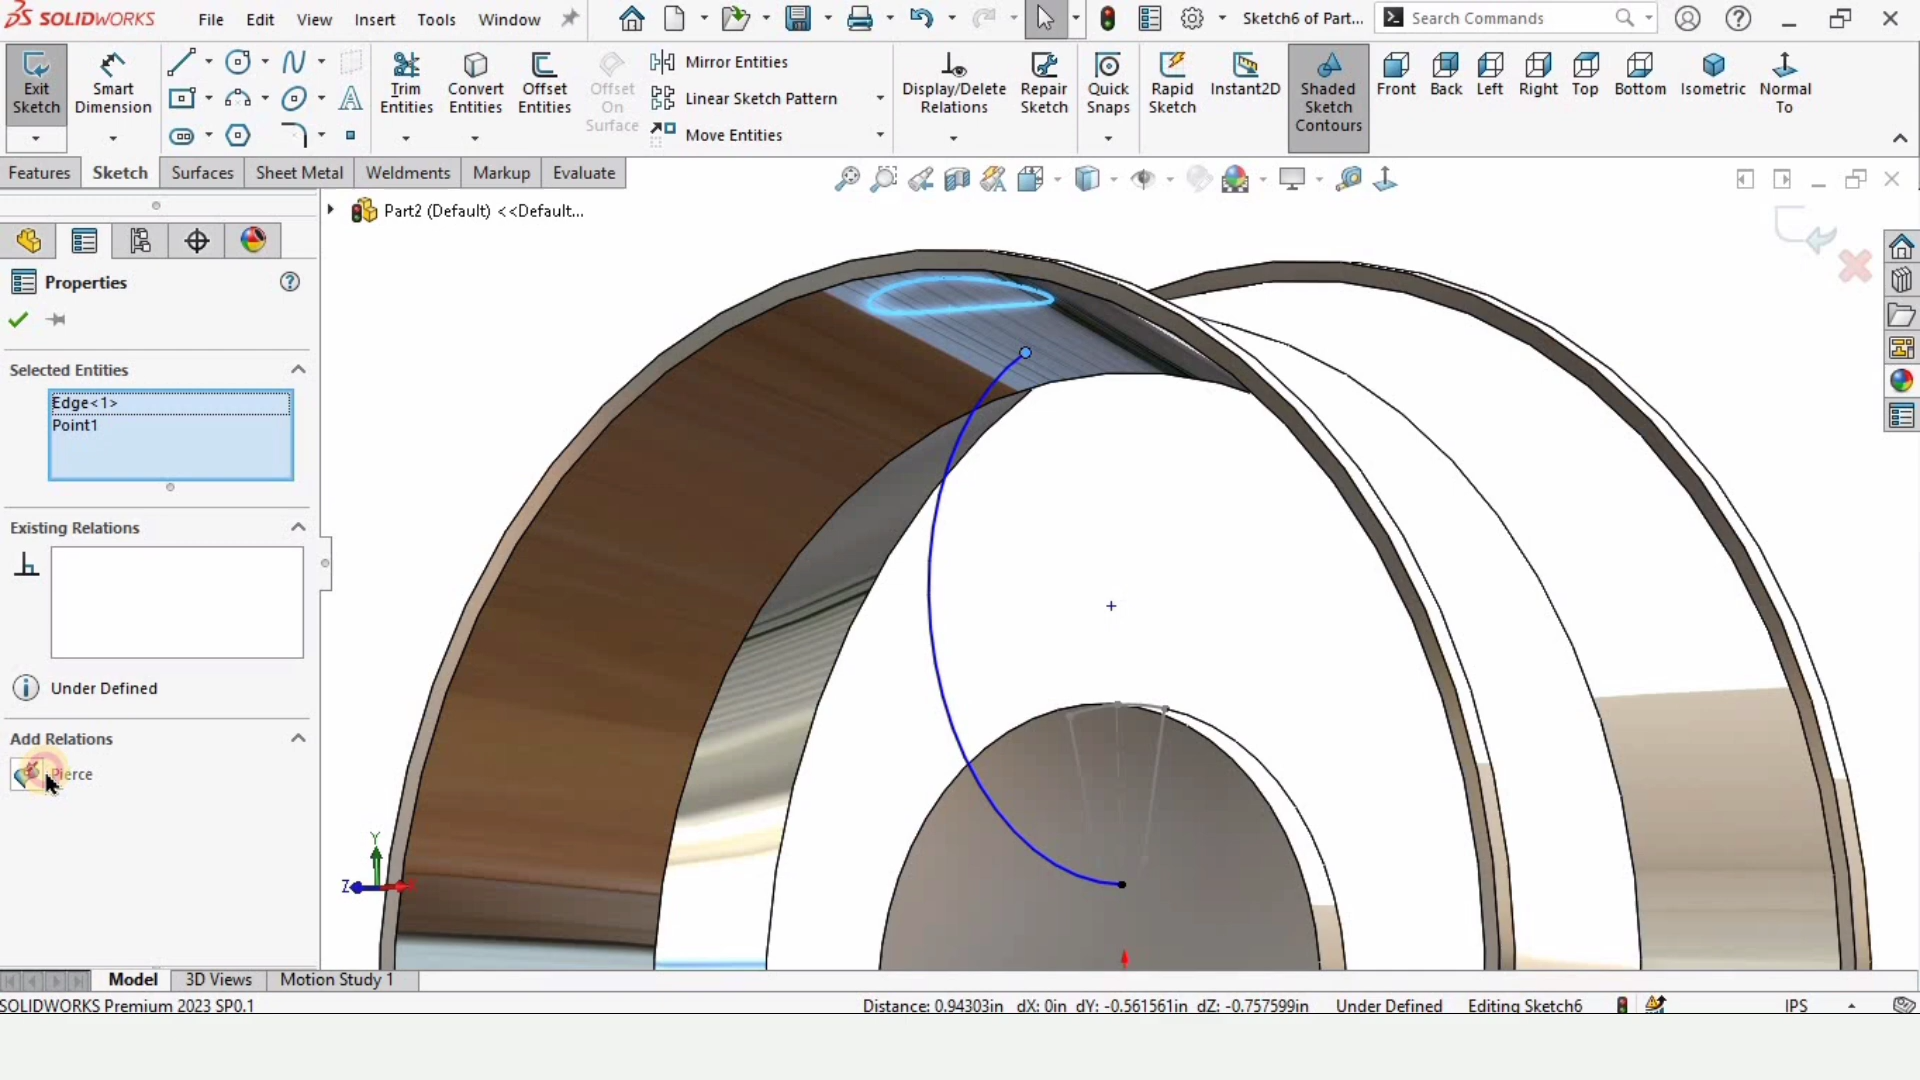 SOLIDWORKS File Edit View Insert Tools Window Sketch6 of Part... Search Commands
Exit Sketch
Smart Dimension
Trim Entities
Convert Entities
Offset Entities
Offset On Surface
Mirror Entities
Linear Sketch Pattern
Move Entities
Display/Delete Relations
Repair Sketch
Quick Snaps
Rapid Sketch
Instant2D
Shaded Sketch Contours
Front Back Left Right Top Bottom Isometric Normal To
Features Sketch Surfaces Sheet Metal Weldments Markup Evaluate
Part2 (Default) <<Default...
Properties
Selected Entities
Edge<1>
Point1
Existing Relations
Under Defined
Add Relations
Pierce
Y
Z
Model 3D Views Motion Study 1
SOLIDWORKS Premium 2023 SP0.1 Distance: 0.94303in dX: 0in dY: -0.561561in dZ: -0.757599in Under Defined Editing Sketch6 IPS